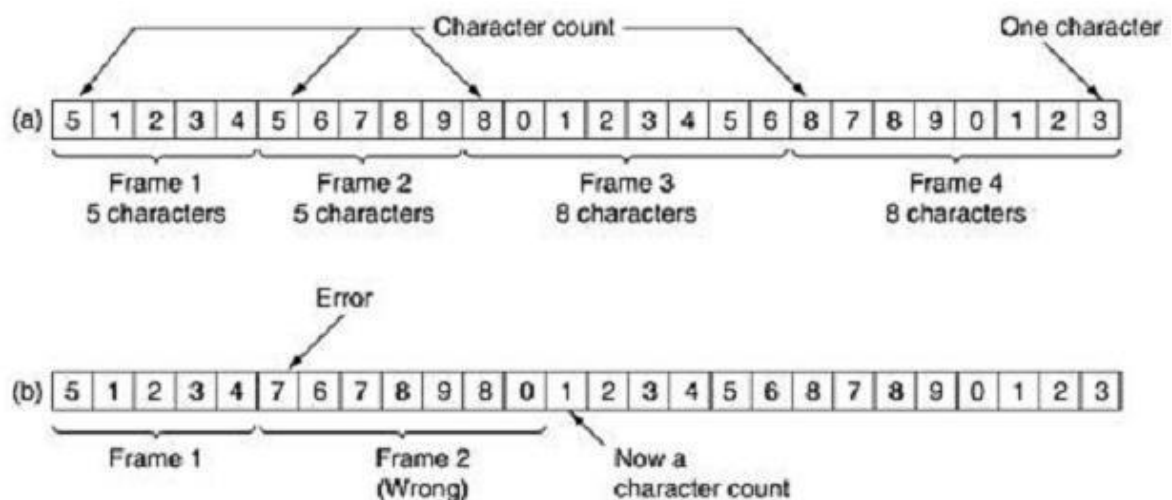 Character count
One character
(a) 5 1 2 3 4 5 6 7 8 9 8 0 1 2 3 4 5 6 8 7 8 9 0 1 2 3
Frame 1
5 characters
Frame 2
5 characters
Frame 3
8 characters
Frame 4
8 characters
Error
(b) 5 1 2 3 4 7 6 7 8 9 8 0 1 2 3 4 5 6 8 7 8 9 0 1 2 3
Frame 1
Frame 2
(Wrong)
Now a
character count